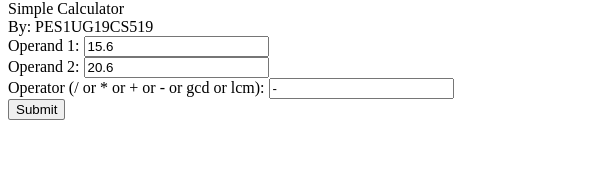 Simple Calculator
By: PES1UG19CS519
Operand 1: 15.6
Operand 2: 20.6
Operator (/ or * or + or - or gcd or lcm): -
Submit